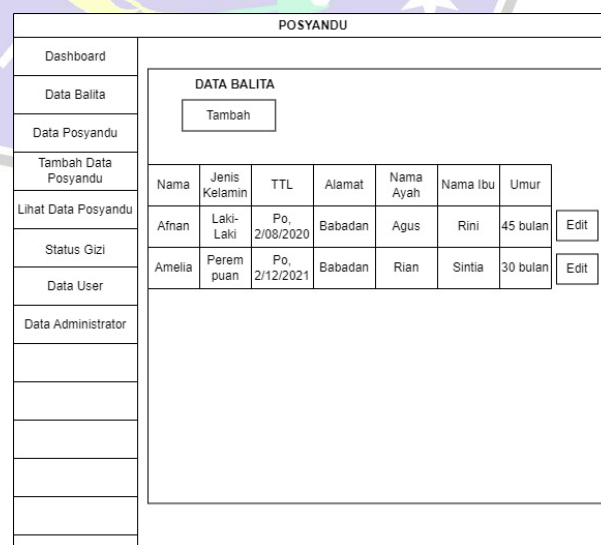 POSYANDU
Dashboard
Data Balita
Data Posyandu
Tambah Data
Posyandu
Lihat Data Posyandu
Status Gizi
Data User
Data Administrator
DATA BALITA
Tambah
Nama Jenis Kelamin TTL Alamat Nama Ayah Nama Ibu Umur
Afnan Laki-Laki Po, 2/08/2020 Babadan Agus Rini 45 bulan Edit
Amelia Perem puan Po, 2/12/2021 Babadan Rian Sintia 30 bulan Edit